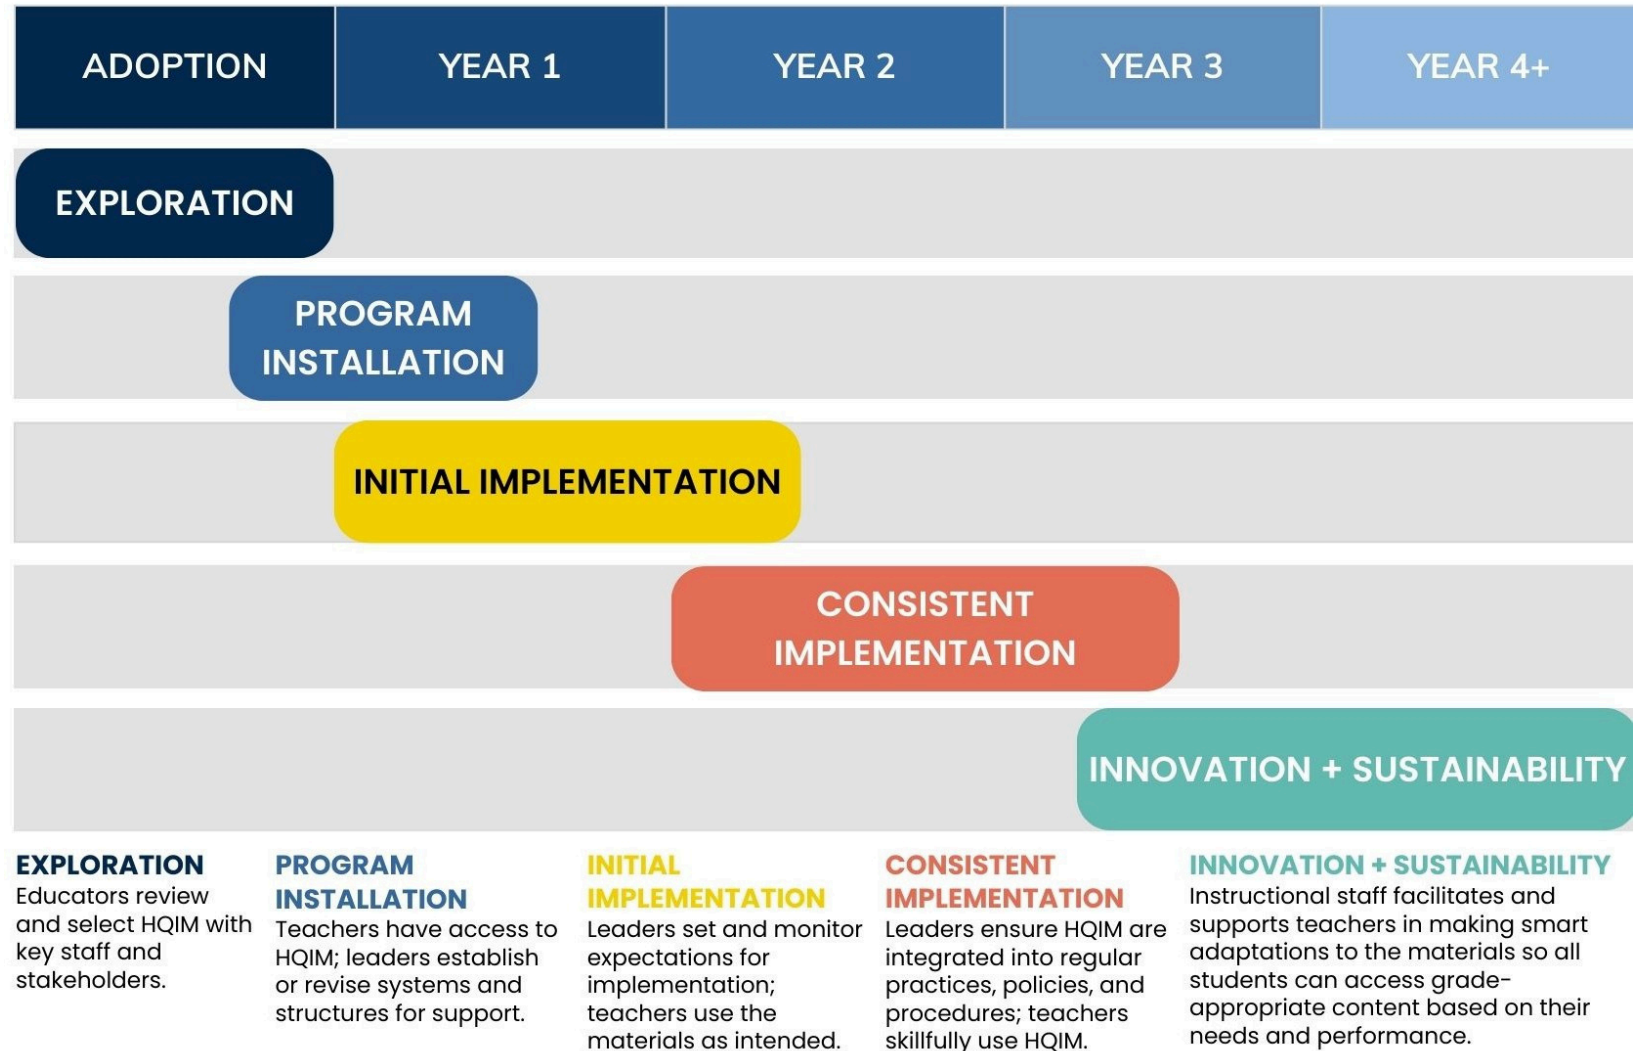 ADOPTION
YEAR 1
YEAR 2
YEAR 3
YEAR 4+
EXPLORATION
PROGRAM
INSTALLATION
INITIAL IMPLEMENTATION
CONSISTENT
IMPLEMENTATION
INNOVATION + SUSTAINABILITY
EXPLORATION
Educators review
and select HQIM with
key staff and
stakeholders.
PROGRAM
INSTALLATION
Teachers have access to
HQIM; leaders establish
or revise systems and
structures for support.
INITIAL
IMPLEMENTATION
Leaders set and monitor
expectations for
implementation;
teachers use the
materials as intended.
CONSISTENT
IMPLEMENTATION
Leaders ensure HQIM are
integrated into regular
practices, policies, and
procedures; teachers
skillfully use HQIM.
INNOVATION + SUSTAINABILITY
Instructional staff facilitates and
supports teachers in making smart
adaptations to the materials so all
students can access grade-
appropriate content based on their
needs and performance.